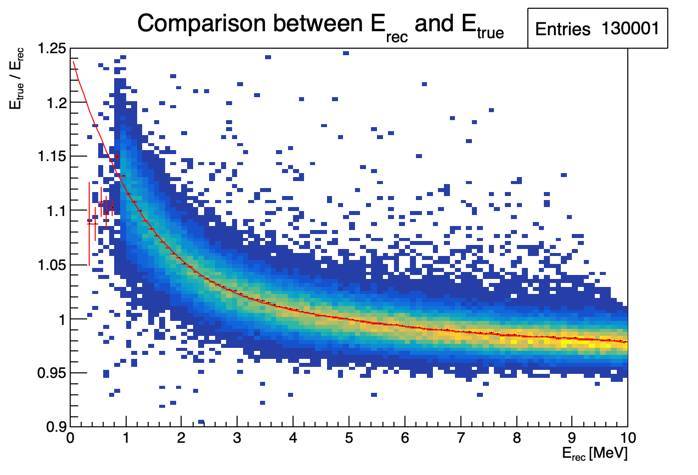 Comparison between E_rec and E_true
Entries 130001
E_true / E_rec
1.25
1.2
1.15
1.1
1.05
1
0.95
0.9
0 1 2 3 4 5 6 7 8 9 10
E_rec [MeV]